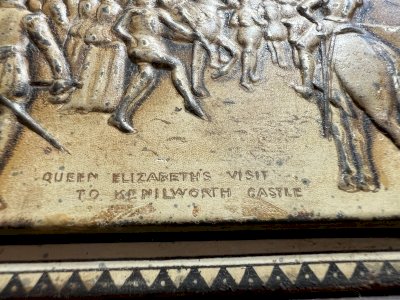 QUEEN ELIZABETH'S VISIT
TO KENILWORTH CASTLE